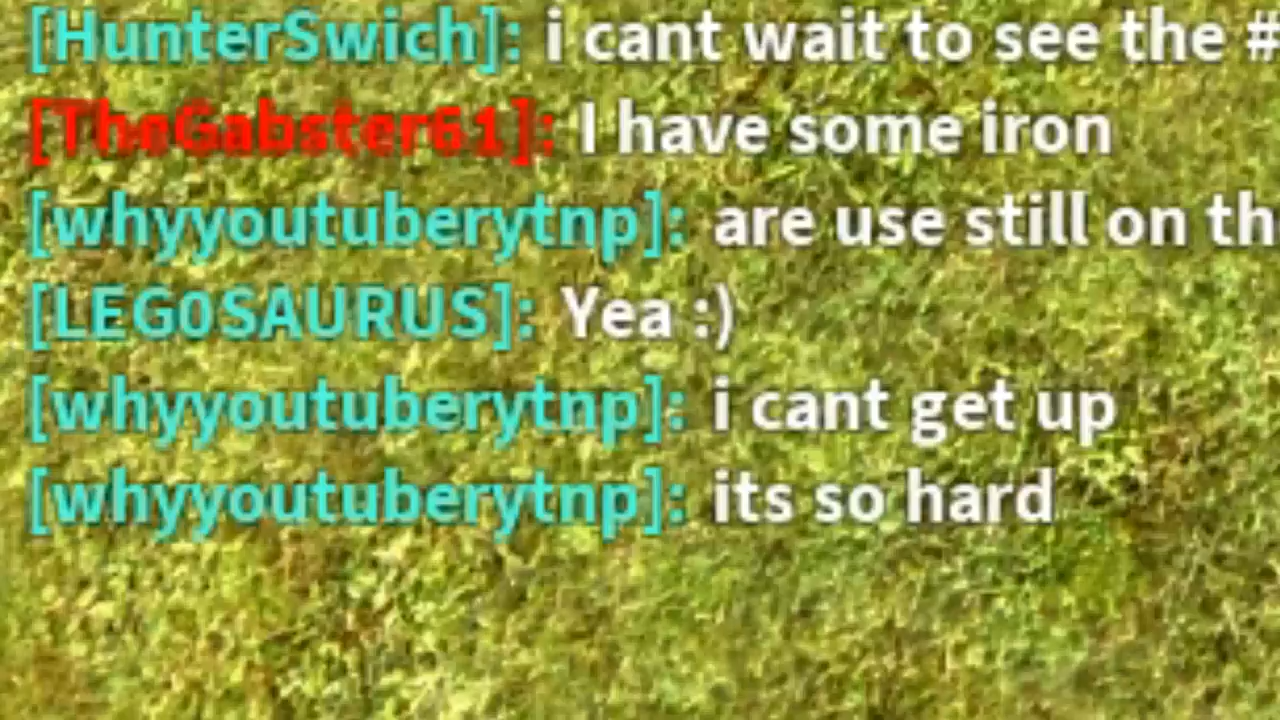 [HunterSwich]: i cant wait to see the #
[TheGabster61]: I have some iron
[whyyoutuberytnp]: are use still on th
[LEG0SAURUS]: Yea :)
[whyyoutuberytnp]: i cant get up
[whyyoutuberytnp]: its so hard